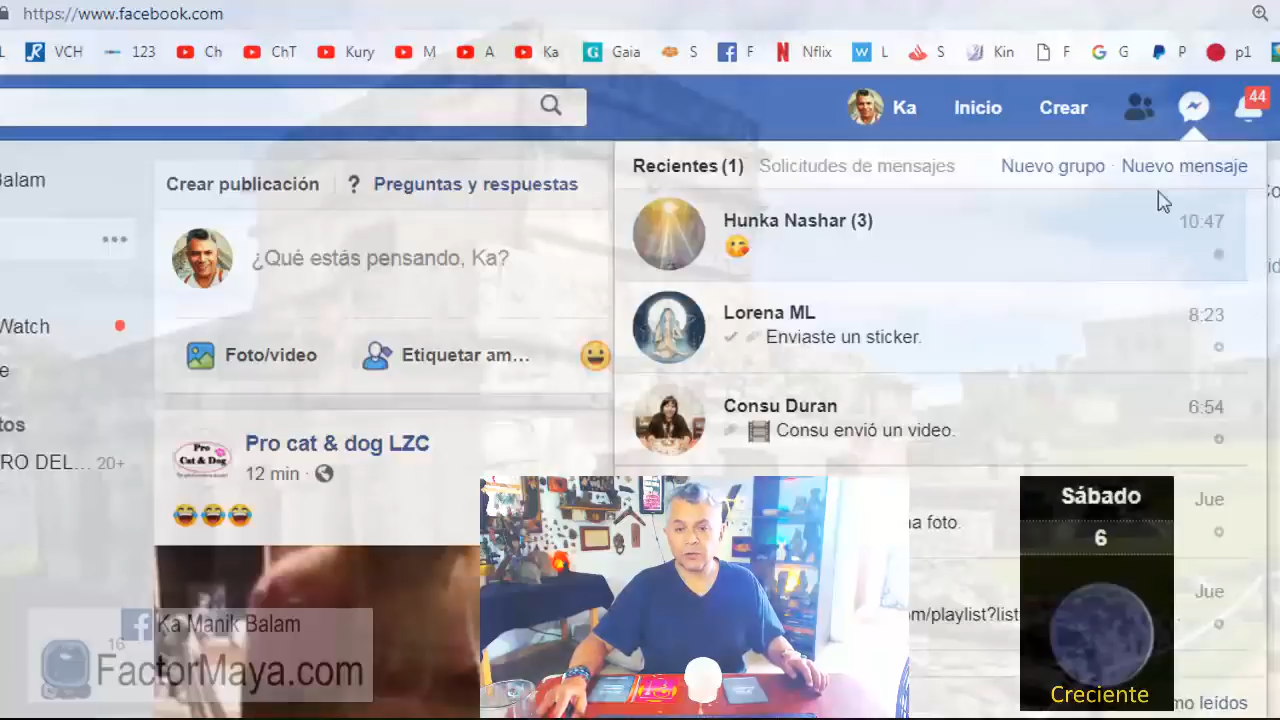 https://www.facebook.com
L VCH 123 Ch ChT Kury M A Ka Gaia S F Nflix L S Kin F G P p1
Ka Inicio Crear 44
Balam
Crear publicación ? Preguntas y respuestas
¿Qué estás pensando, Ka?
Watch
e
Foto/video Etiquetar am...
tos
RO DEL... 20+
Pro cat & dog LZC
12 min ·
Pro
Cat & Dog
Recientes (1) Solicitudes de mensajes Nuevo grupo · Nuevo mensaje
Hunka Nashar (3) 10:47
Lorena ML 8:23
Enviaste un sticker.
Consu Duran 6:54
Consu envió un video.
Jue
na foto.
Jue
om/playlist?list
mo leídos
Sábado
6
Creciente
16
Ka Manik Balam
FactorMaya.com